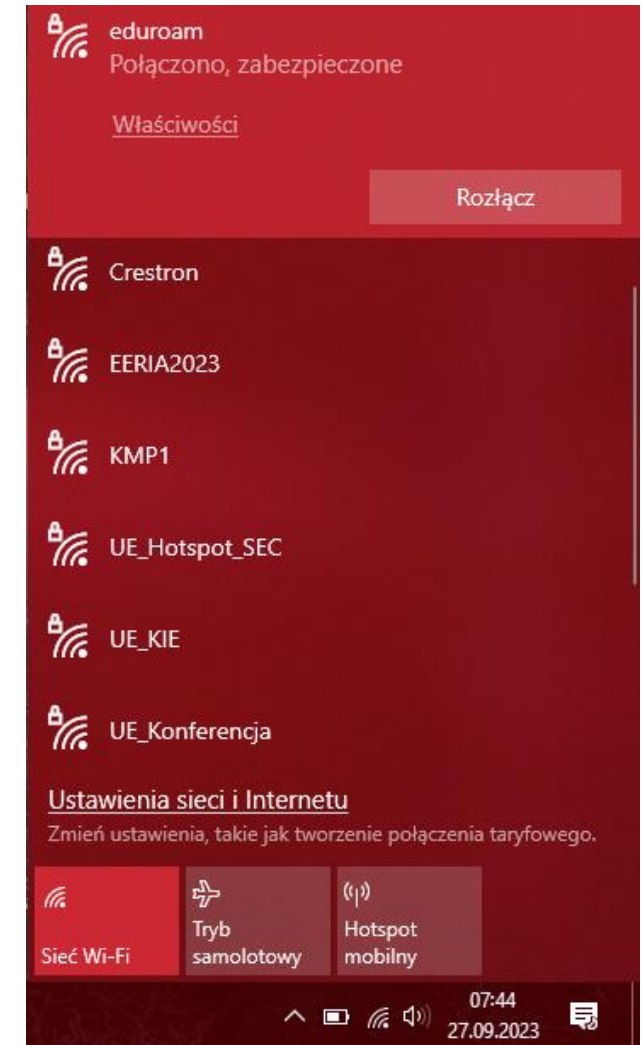 eduroam
Połączono, zabezpieczone
Właściwości
Rozłącz
Crestron
EERIA2023
KMP1
UE_Hotspot_SEC
UE_KIE
UE_Konferencja
Ustawienia sieci i Internetu
Zmień ustawienia, takie jak tworzenie połączenia taryfowego.
Sieć Wi-Fi
Tryb
samolotowy
Hotspot
mobilny
07:44
27.09.2023